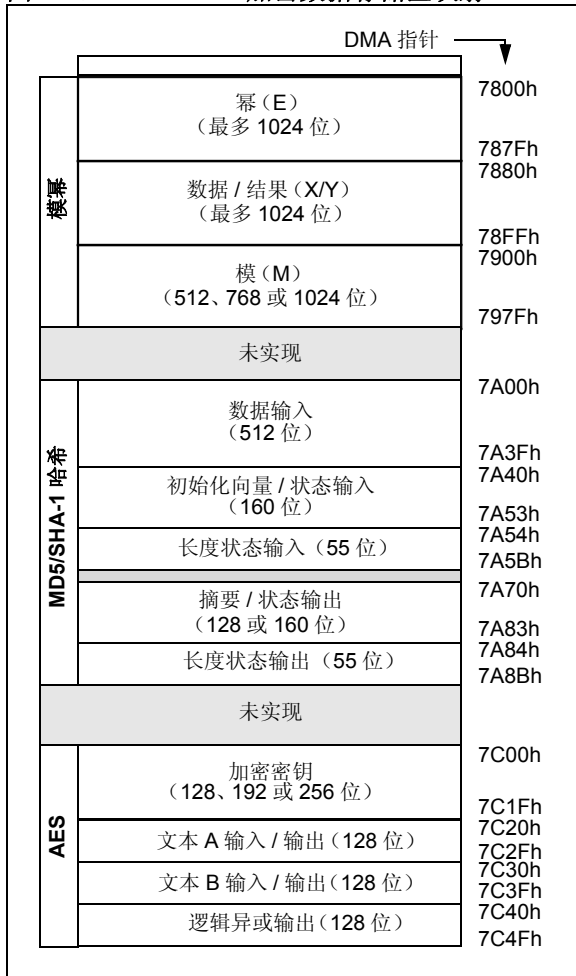 DMA 指针
模幂
幂（E）
（最多 1024 位）
7800h
787Fh
数据 / 结果（X/Y）
（最多 1024 位）
7880h
78FFh
模（M）
（512、768 或 1024 位）
7900h
797Fh
未实现
MD5/SHA-1 哈希
数据输入
（512 位）
7A00h
7A3Fh
初始化向量 / 状态输入
（160 位）
7A40h
7A53h
长度状态输入（55 位）
7A54h
7A5Bh
摘要 / 状态输出
（128 或 160 位）
7A70h
7A83h
长度状态输出（55 位）
7A84h
7A8Bh
未实现
AES
加密密钥
（128、192 或 256 位）
7C00h
7C1Fh
文本 A 输入 / 输出（128 位）
7C20h
7C2Fh
文本 B 输入 / 输出（128 位）
7C30h
7C3Fh
逻辑异或输出（128 位）
7C40h
7C4Fh